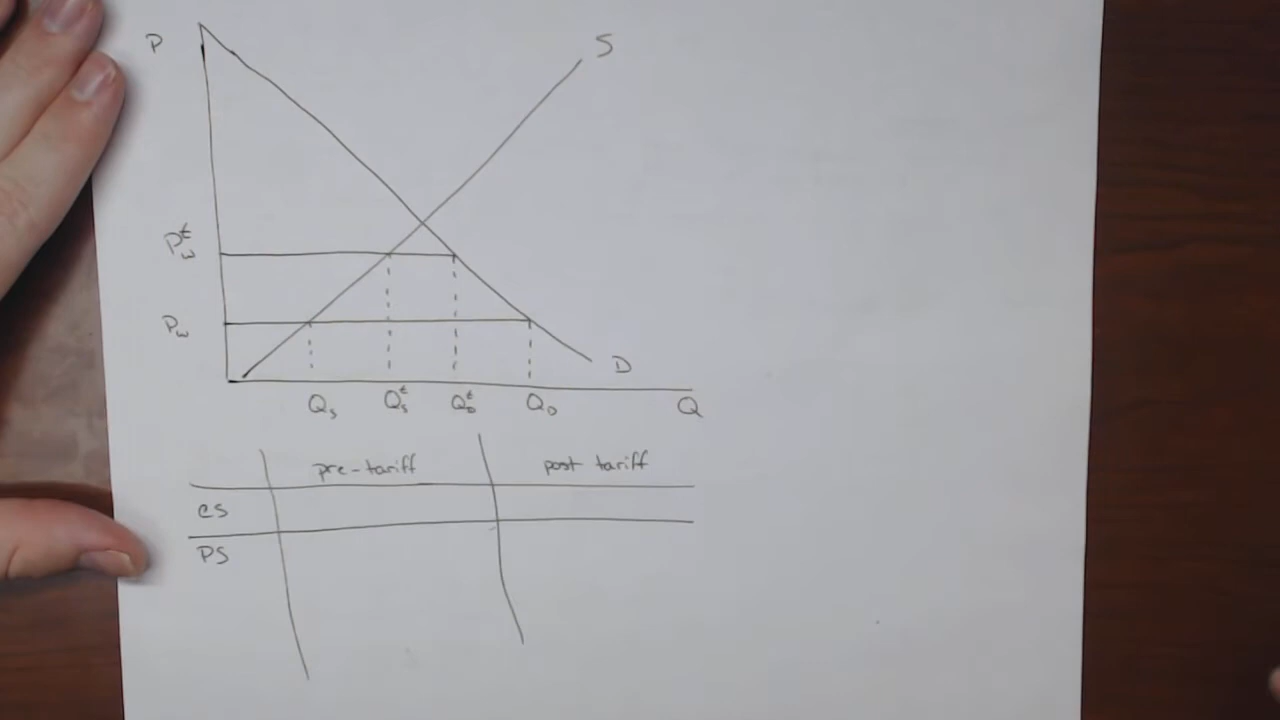 P
S
P_w^t
P_w
D
Q_s Q_s^t Q_D^t Q_D Q
pre-tariff post tariff
CS
PS